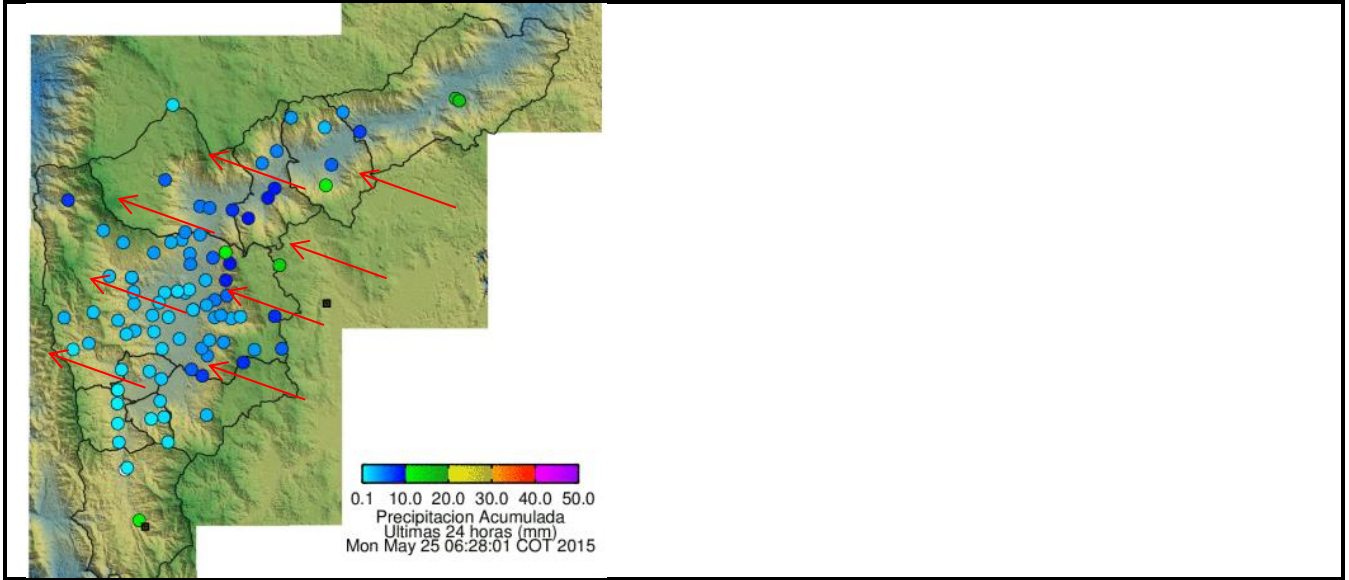 0.1 10.0 20.0 30.0 40.0 50.0
Precipitacion Acumulada
Ultimas 24 horas (mm)
Mon May 25 06:28:01 COT 2015